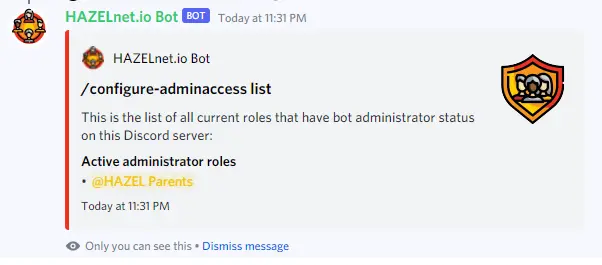 HAZELnet.io Bot BOT Today at 11:31 PM
HAZELnet.io Bot
/configure-adminaccess list
This is the list of all current roles that have bot administrator status
on this Discord server:
Active administrator roles
• @HAZEL Parents
Today at 11:31 PM
Only you can see this • Dismiss message